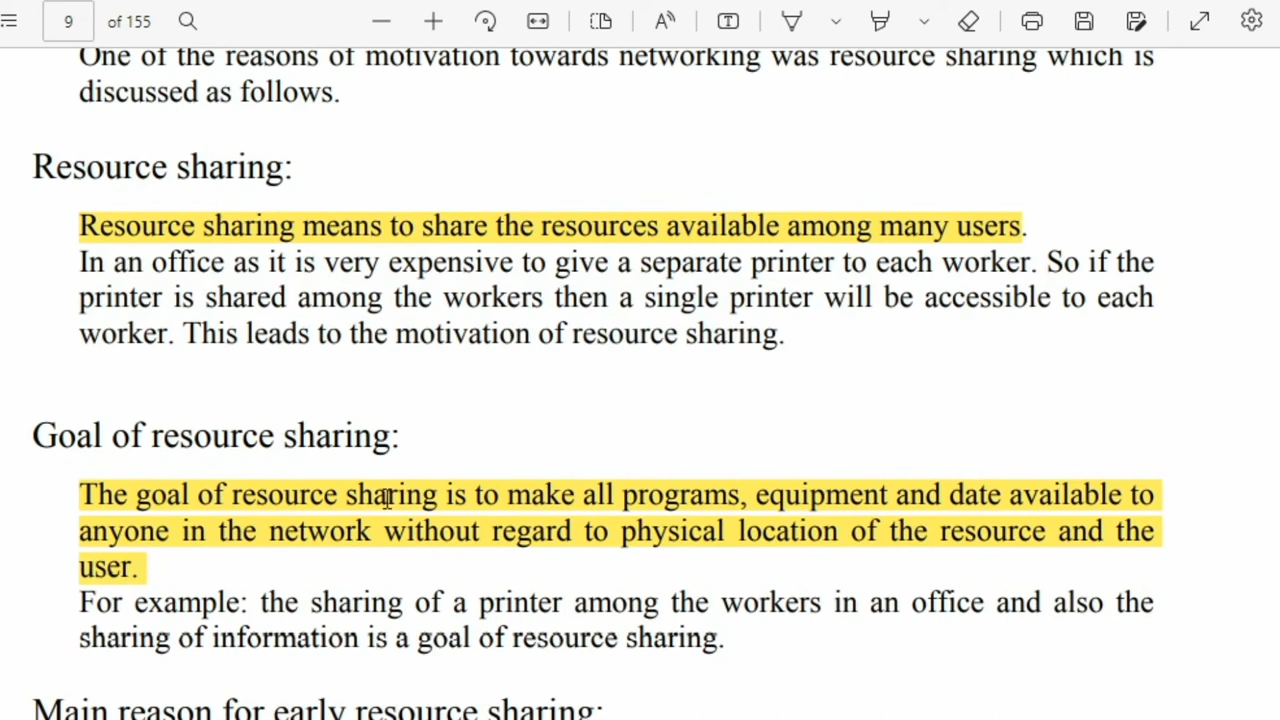 9 of 155
One of the reasons of motivation towards networking was resource sharing which is
discussed as follows.
Resource sharing:
Resource sharing means to share the resources available among many users.
In an office as it is very expensive to give a separate printer to each worker. So if the
printer is shared among the workers then a single printer will be accessible to each
worker. This leads to the motivation of resource sharing.
Goal of resource sharing:
The goal of resource sharing is to make all programs, equipment and date available to
anyone in the network without regard to physical location of the resource and the
user.
For example: the sharing of a printer among the workers in an office and also the
sharing of information is a goal of resource sharing.
Main reason for early resource sharing: